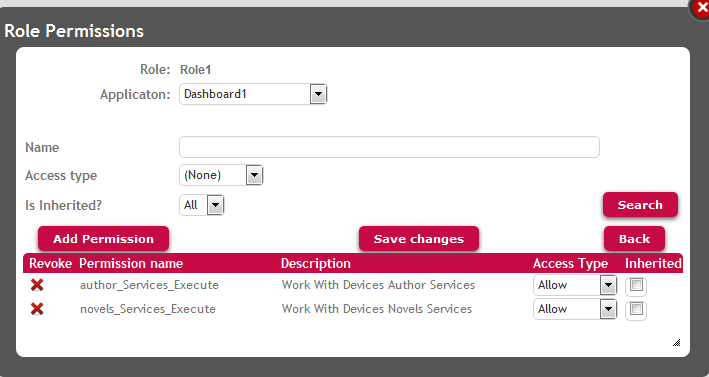 Role Permissions
Role: Role1
Applicaton: Dashboard1
Name
Access type (None)
Is Inherited? All Search
Add Permission Save changes Back
Revoke Permission name Description Access Type Inherited
author_Services_Execute Work With Devices Author Services Allow
novels_Services_Execute Work With Devices Novels Services Allow